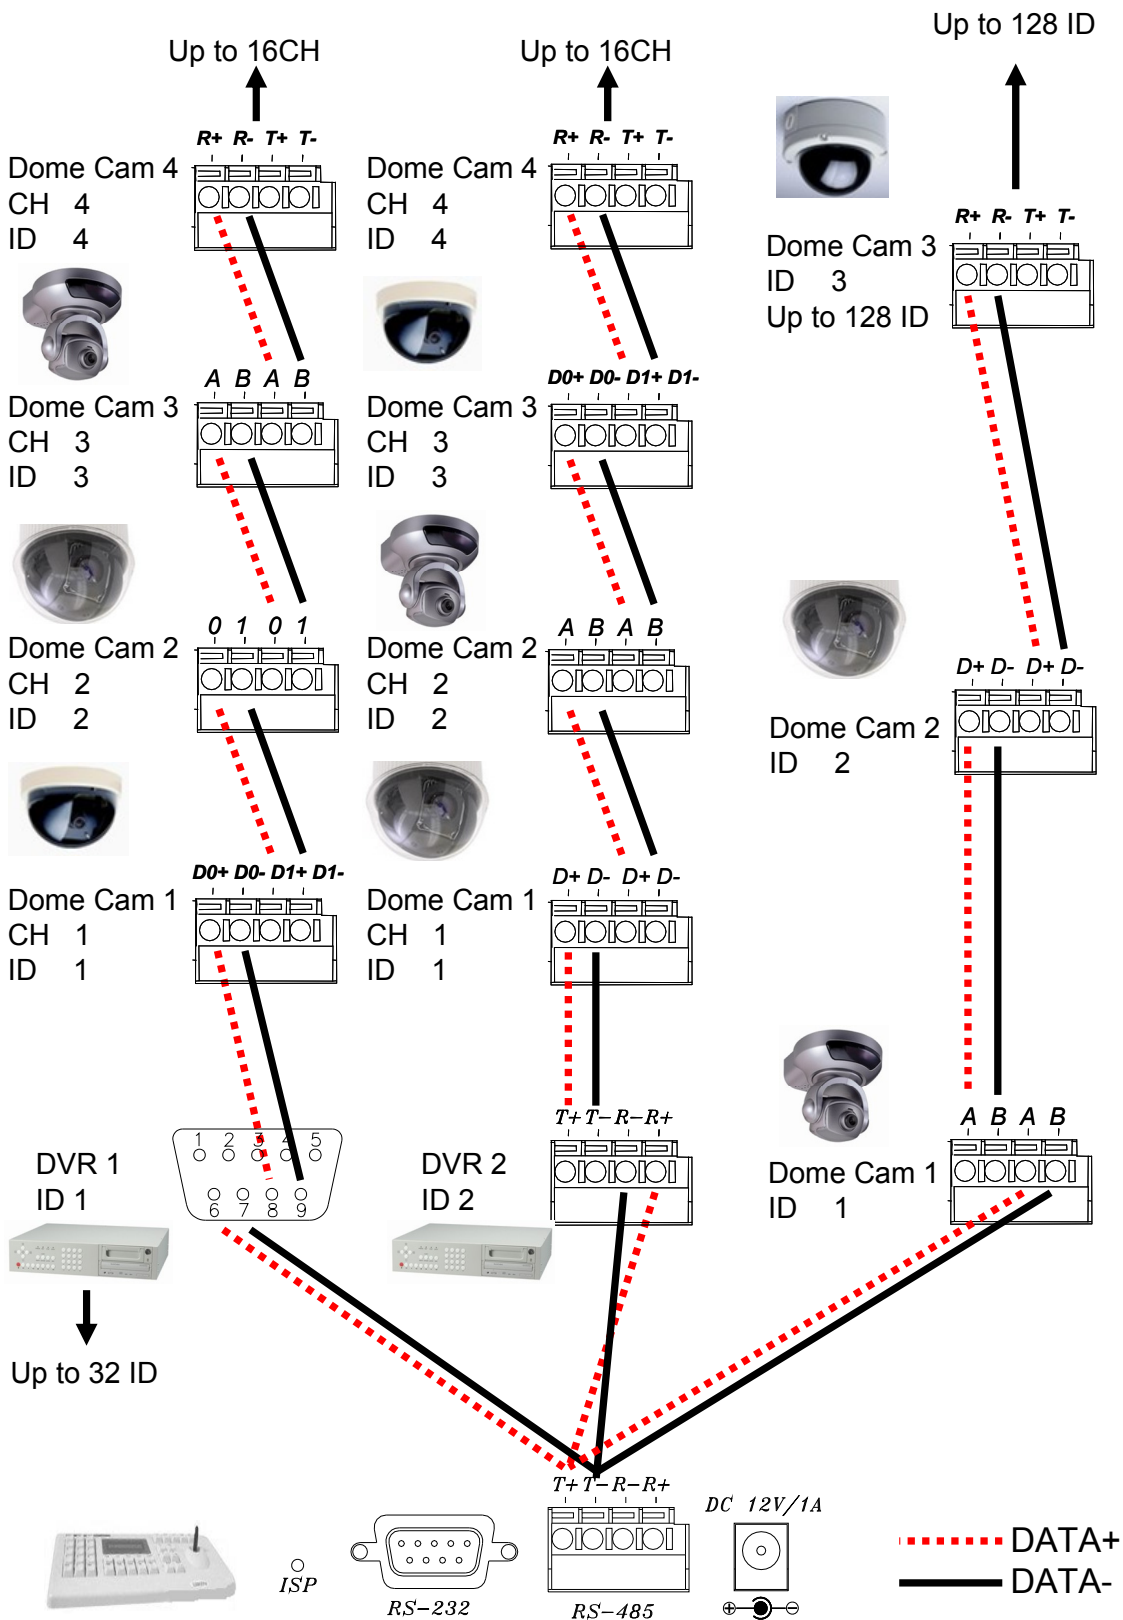 Up to 128 ID
Up to 16CH
Up to 16CH
R+ R- T+ T-
R+ R- T+ T-
Dome Cam 4
CH 4
ID 4
Dome Cam 4
CH 4
ID 4
R+ R- T+ T-
Dome Cam 3
ID 3
Up to 128 ID
A B A B
D0+ D0- D1+ D1-
Dome Cam 3
CH 3
ID 3
Dome Cam 3
CH 3
ID 3
0 1 0 1
A B A B
Dome Cam 2
CH 2
ID 2
Dome Cam 2
CH 2
ID 2
D+ D- D+ D-
Dome Cam 2
ID 2
D0+ D0- D1+ D1-
D+ D- D+ D-
Dome Cam 1
CH 1
ID 1
Dome Cam 1
CH 1
ID 1
T+ T- R- R+
A B A B
1 2 3 4 5
6 7 8 9
DVR 1
ID 1
DVR 2
ID 2
Dome Cam 1
ID 1
Up to 32 ID
T+ T- R- R+
DC 12V/1A
ISP
RS-232
RS-485
DATA+
DATA-